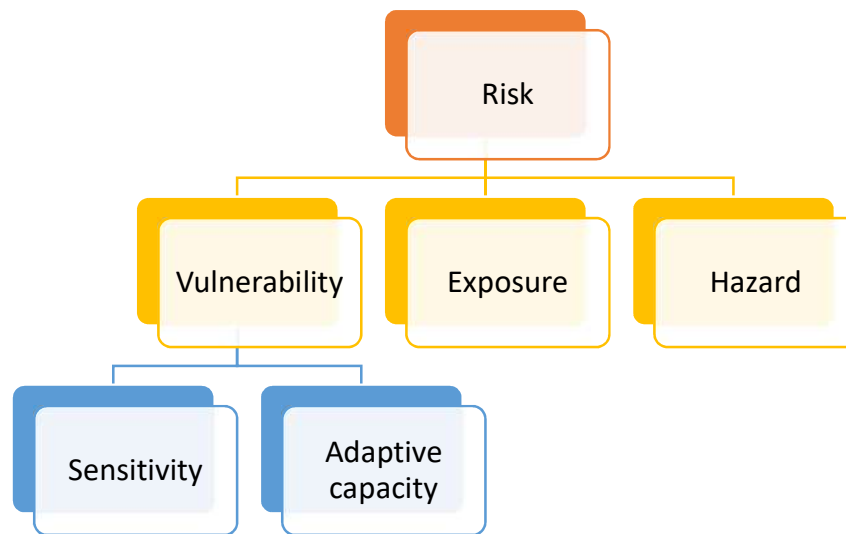 Risk
Vulnerability
Exposure
Hazard
Sensitivity
Adaptive
capacity